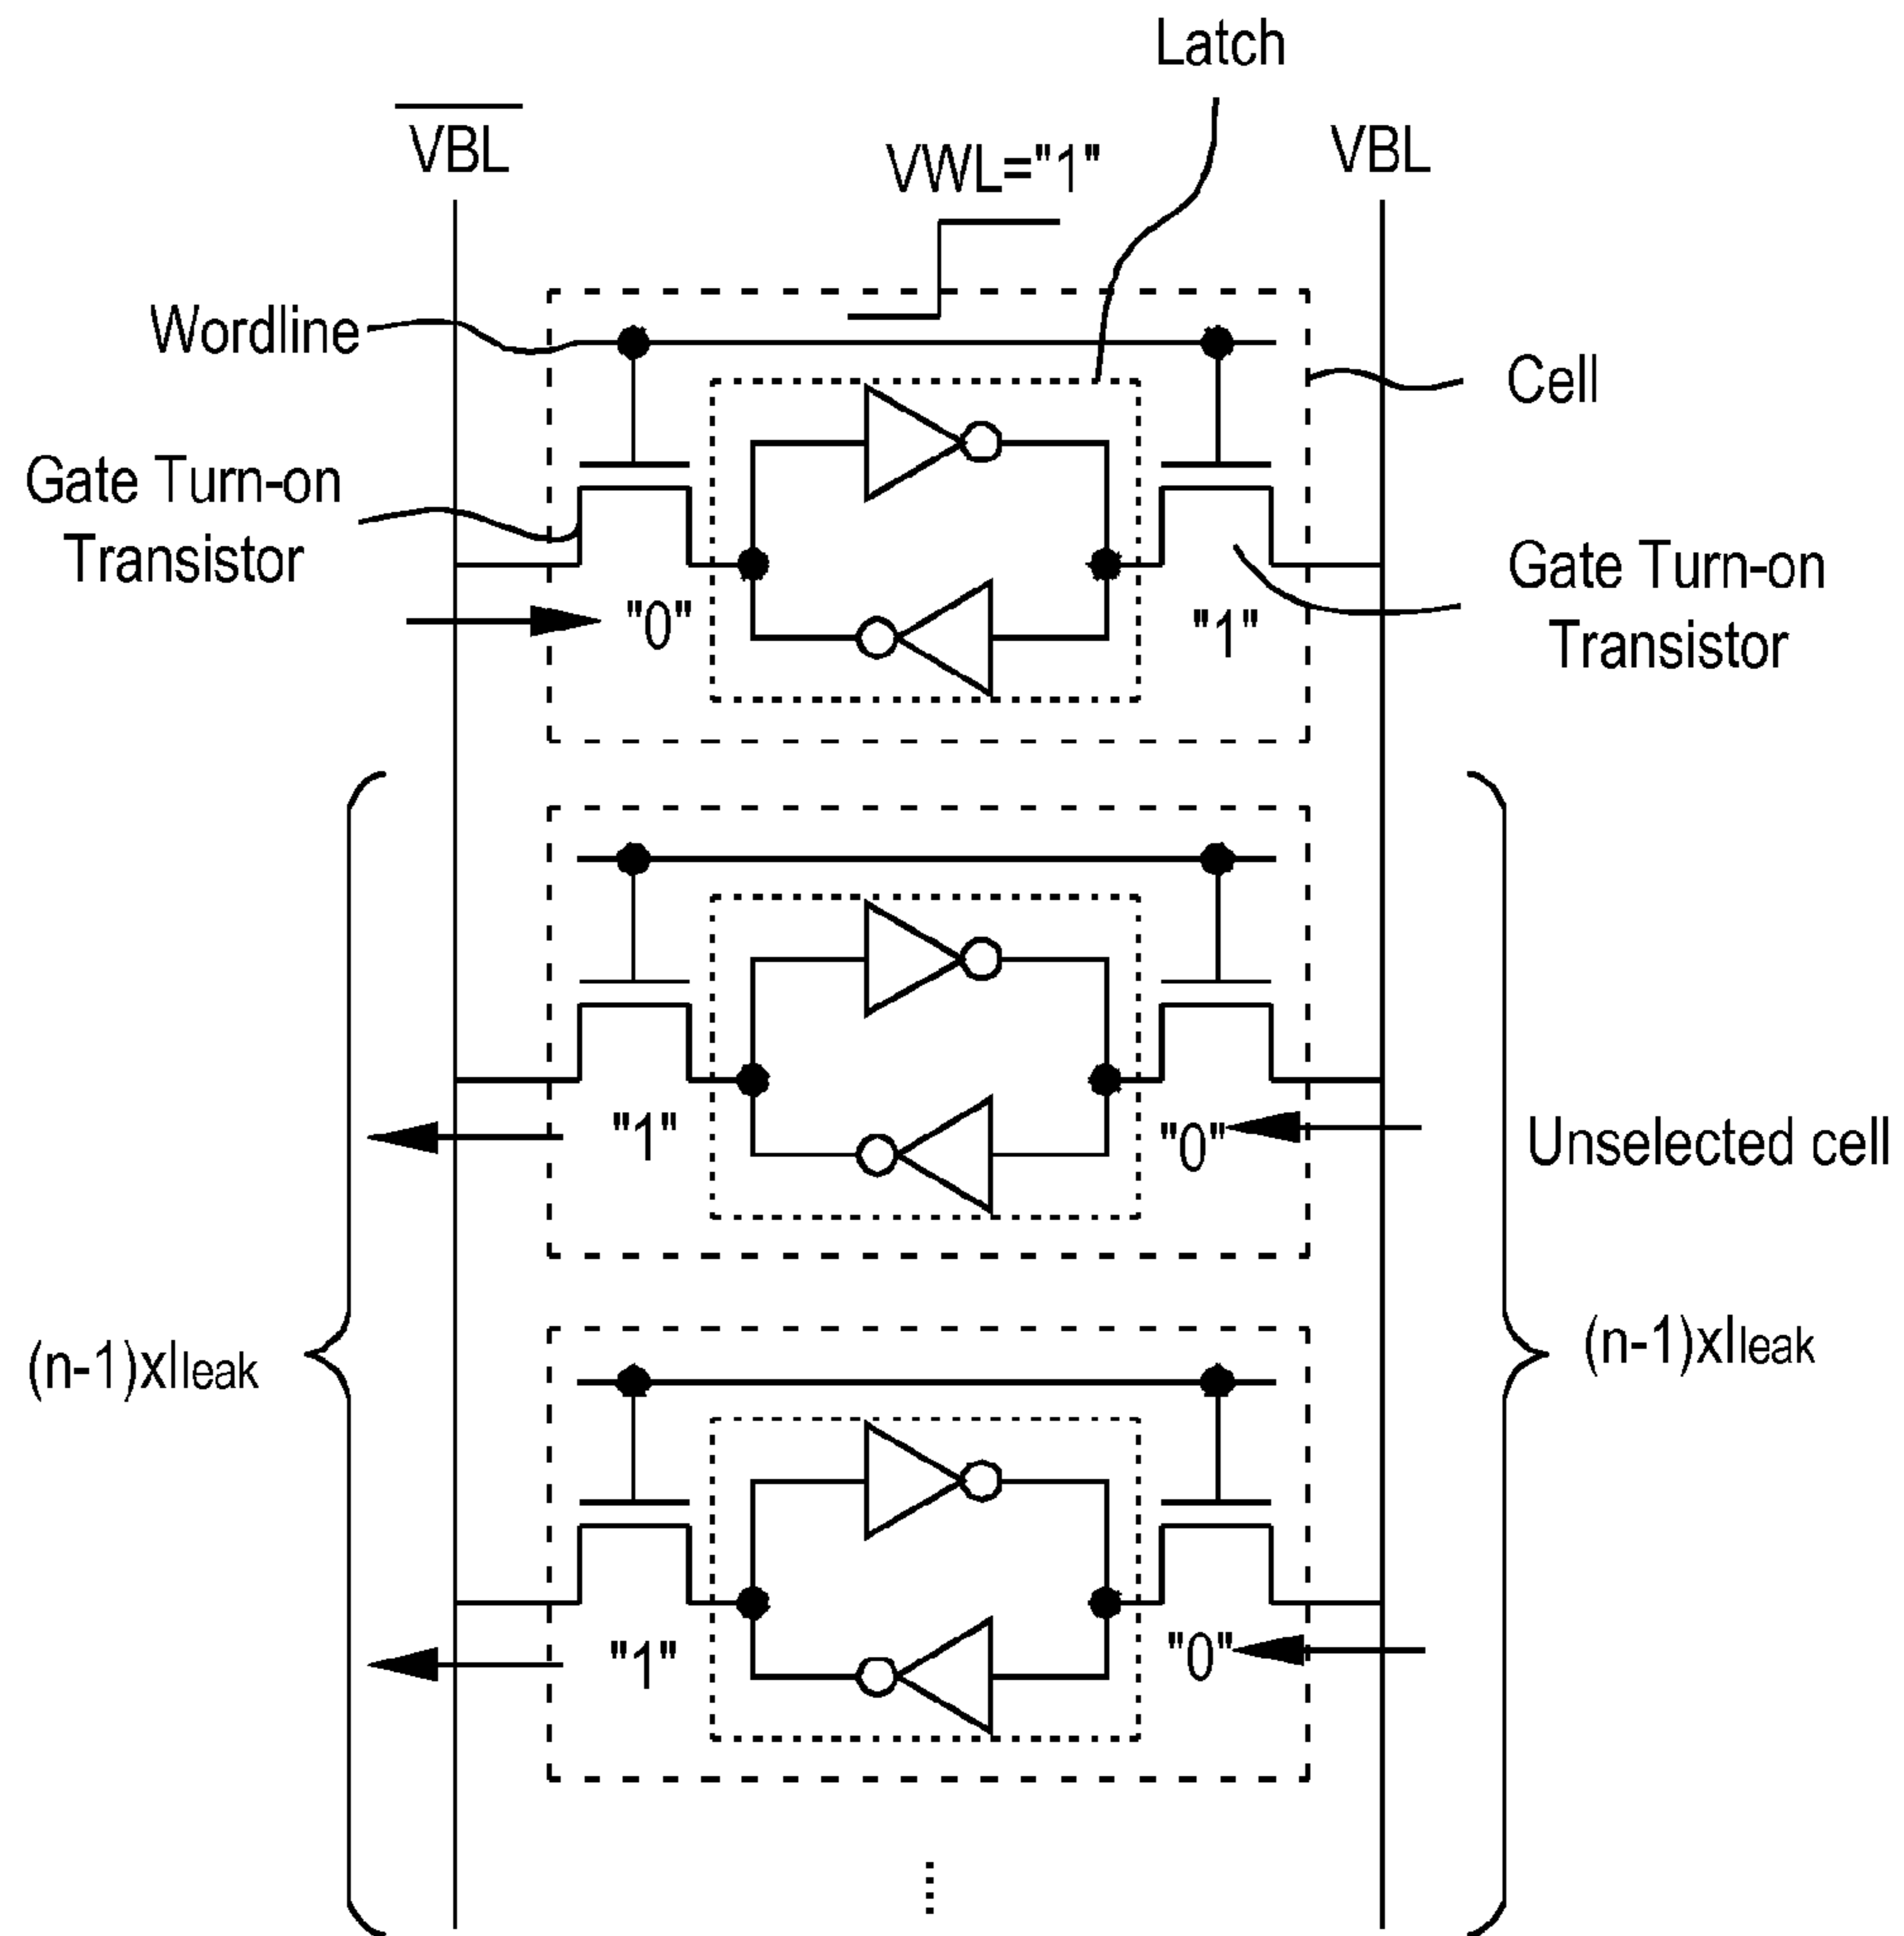 Latch
VBL
VWL="1"
VBL
Wordline
Cell
Gate Turn-on
Transistor
Gate Turn-on
Transistor
"0"
"1"
"1"
"0"
Unselected cell
(n-1)xIleak
(n-1)xIleak
"1"
"0"